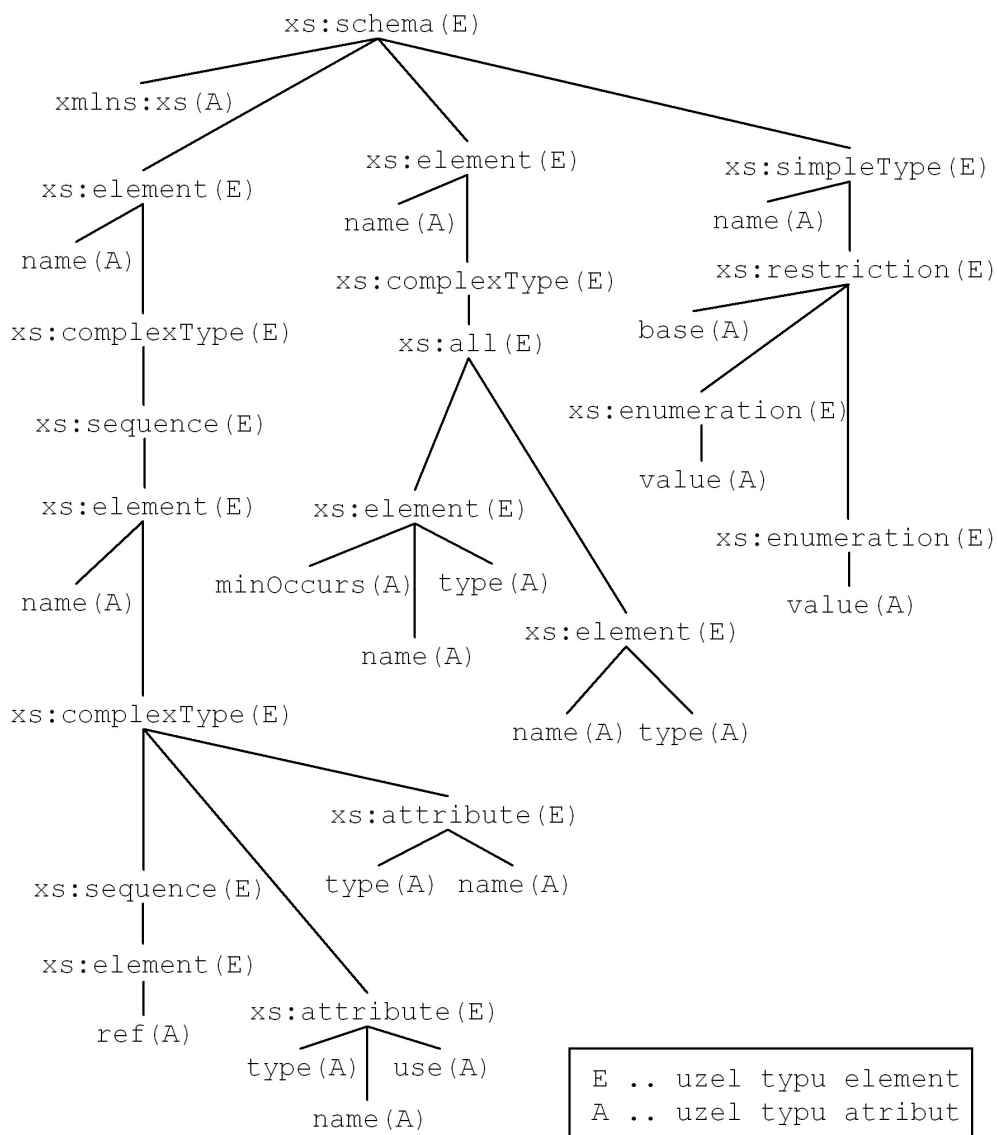 xs:schema(E)
xmlns:xs(A)
xs:element(E)
name(A)
xs:complexType(E)
xs:sequence(E)
xs:element(E)
name(A)
xs:complexType(E)
xs:sequence(E)
xs:element(E)
ref(A)
xs:attribute(E)
type(A)
name(A)
use(A)
xs:attribute(E)
type(A)
name(A)
xs:element(E)
name(A)
xs:complexType(E)
xs:all(E)
xs:element(E)
minOccurs(A)
name(A)
type(A)
xs:element(E)
name(A)
type(A)
xs:simpleType(E)
name(A)
xs:restriction(E)
base(A)
xs:enumeration(E)
value(A)
xs:enumeration(E)
value(A)
E .. uzel typu element
A .. uzel typu atribut